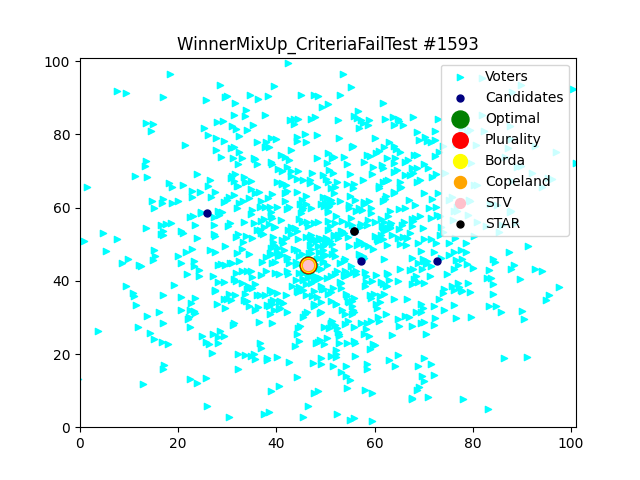 WinnerMixUp_CriteriaFailTest #1593
100
80
60
40
20
0
0
20
40
60
80
100
Voters
Candidates
Optimal
Plurality
Borda
Copeland
STV
STAR